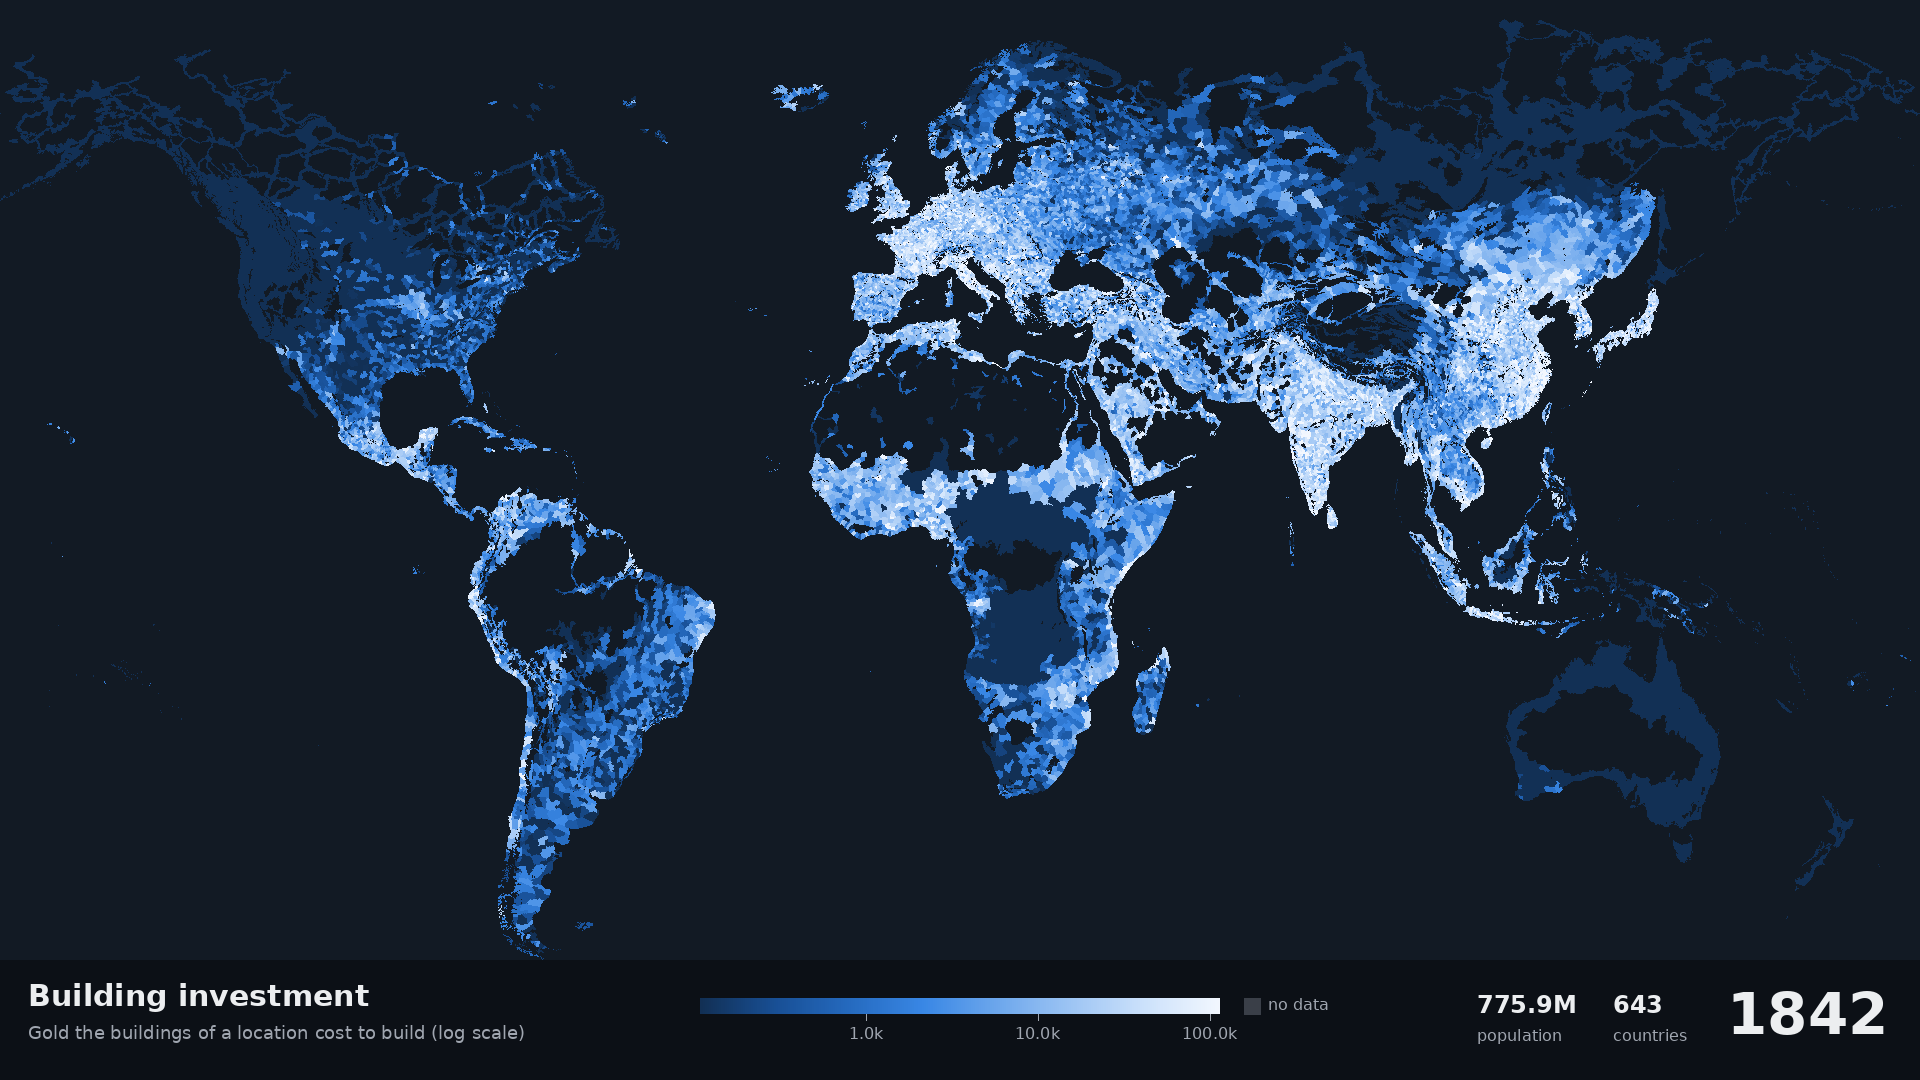 Building investment
Gold the buildings of a location cost to build (log scale)
1.0k
10.0k
100.0k
no data
775.9M
population
643
countries
1842